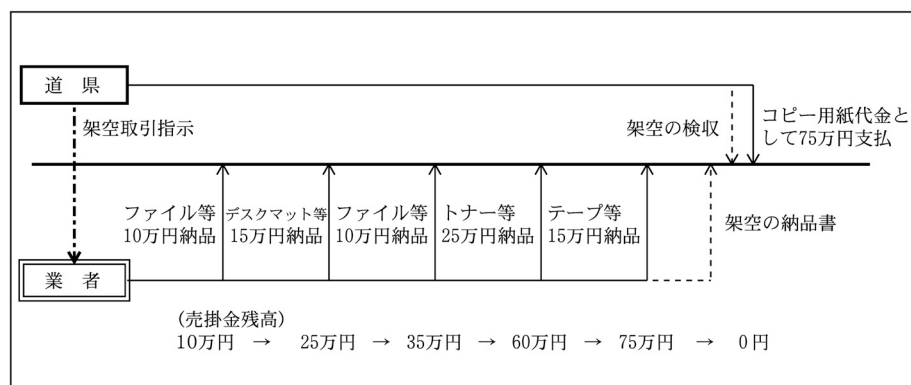 道　県
架空取引指示
架空の検収
コピー用紙代金と
して75万円支払
ファイル等
10万円納品
デスクマット等
15万円納品
ファイル等
10万円納品
トナー等
25万円納品
テープ等
15万円納品
架空の納品書
業　者
(売掛金残高)
10万円　→　25万円　→　35万円　→　60万円　→　75万円　→　0円